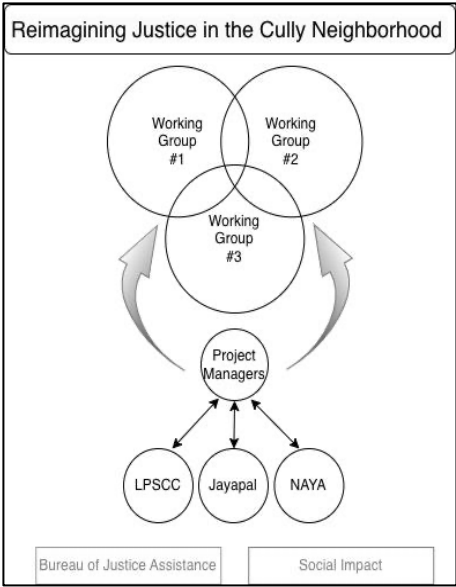 Reimagining Justice in the Cully Neighborhood
Working
Group
#1
Working
Group
#2
Working
Group
#3
Project
Managers
LPSCC
Jayapal
NAYA
Bureau of Justice Assistance
Social Impact